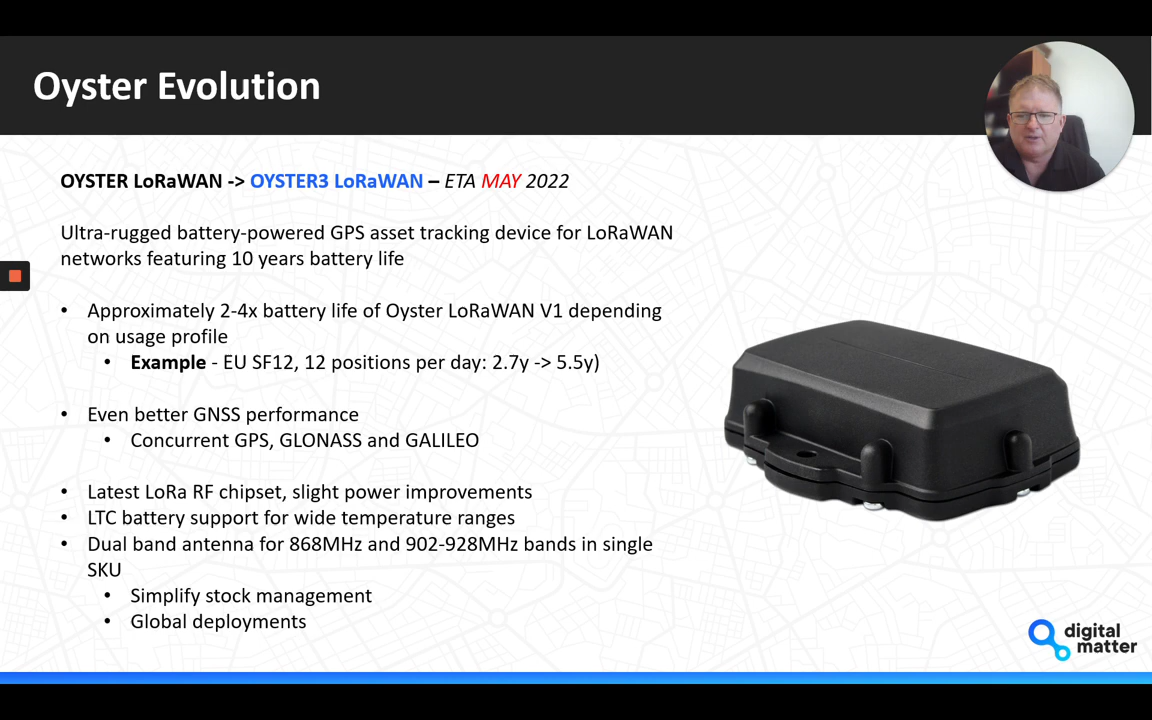 Oyster Evolution
OYSTER LoRaWAN -> OYSTER3 LoRaWAN – ETA MAY 2022
Ultra-rugged battery-powered GPS asset tracking device for LoRaWAN
networks featuring 10 years battery life
• Approximately 2-4x battery life of Oyster LoRaWAN V1 depending
on usage profile
• Example - EU SF12, 12 positions per day: 2.7y -> 5.5y)
• Even better GNSS performance
• Concurrent GPS, GLONASS and GALILEO
• Latest LoRa RF chipset, slight power improvements
• LTC battery support for wide temperature ranges
• Dual band antenna for 868MHz and 902-928MHz bands in single
SKU
• Simplify stock management
• Global deployments
digital
matter